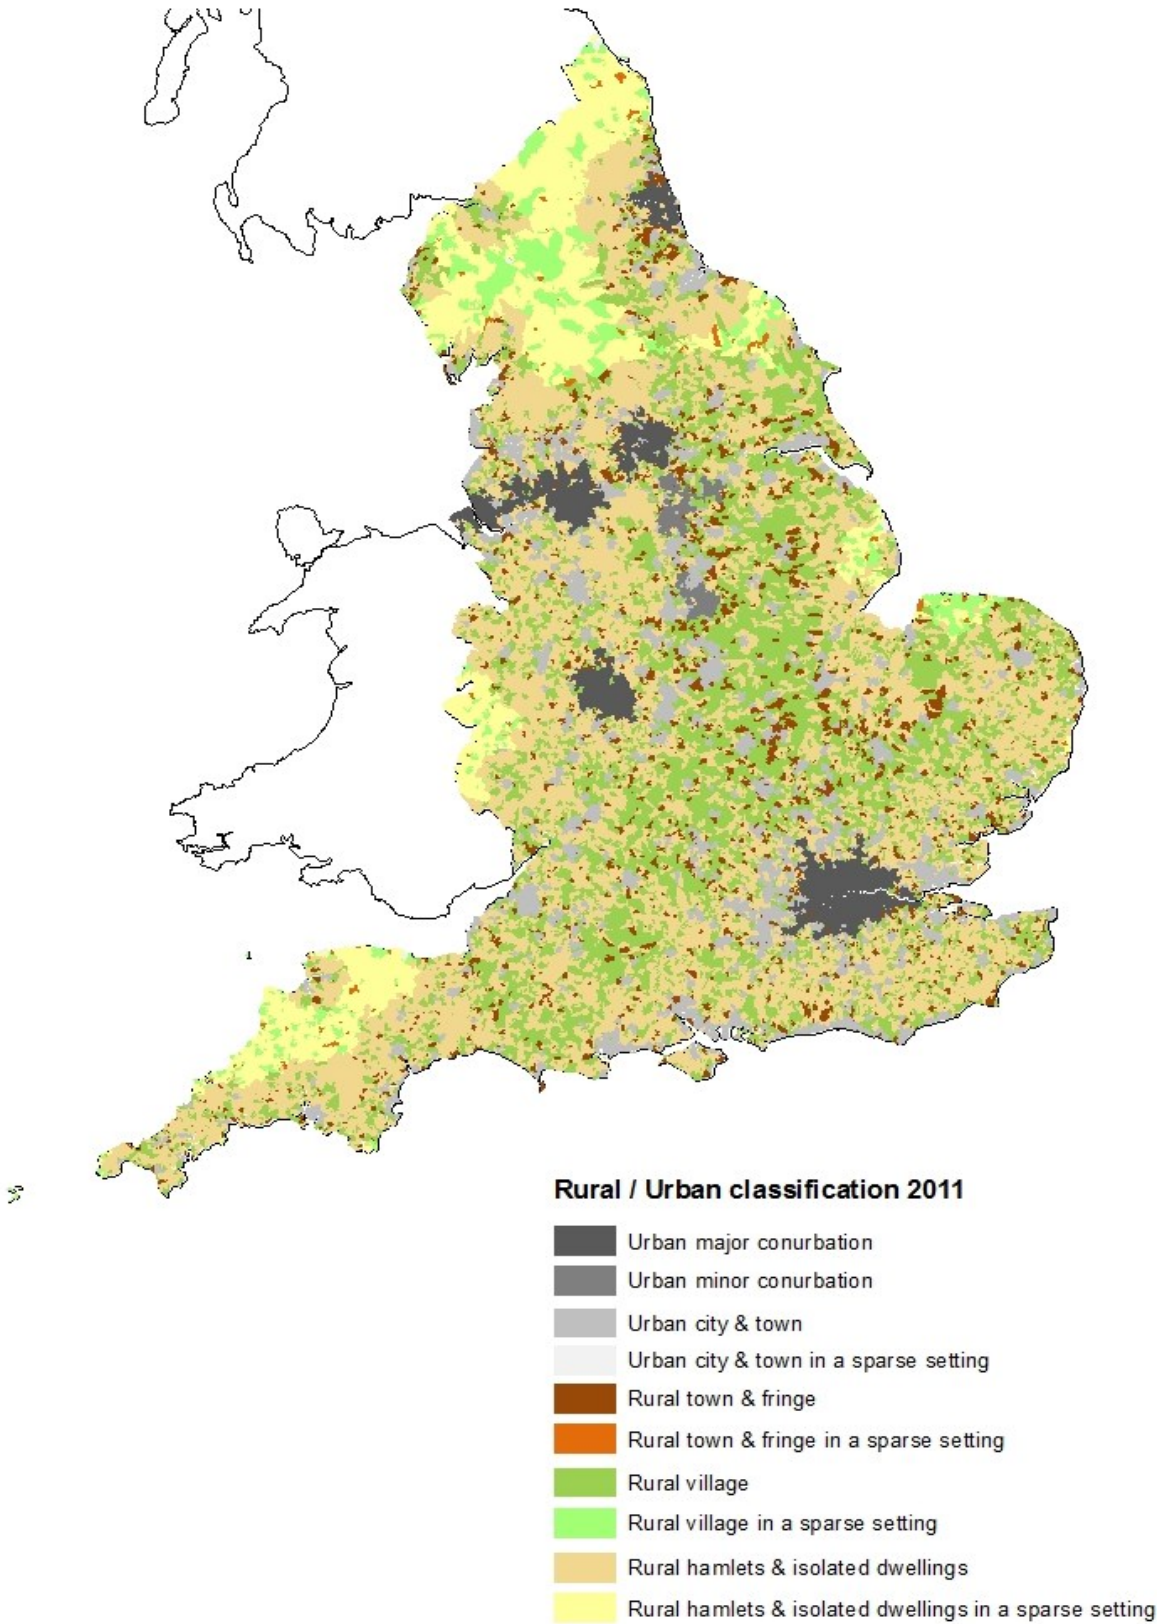 Rural / Urban classification 2011
Urban major conurbation
Urban minor conurbation
Urban city & town
Urban city & town in a sparse setting
Rural town & fringe
Rural town & fringe in a sparse setting
Rural village
Rural village in a sparse setting
Rural hamlets & isolated dwellings
Rural hamlets & isolated dwellings in a sparse setting